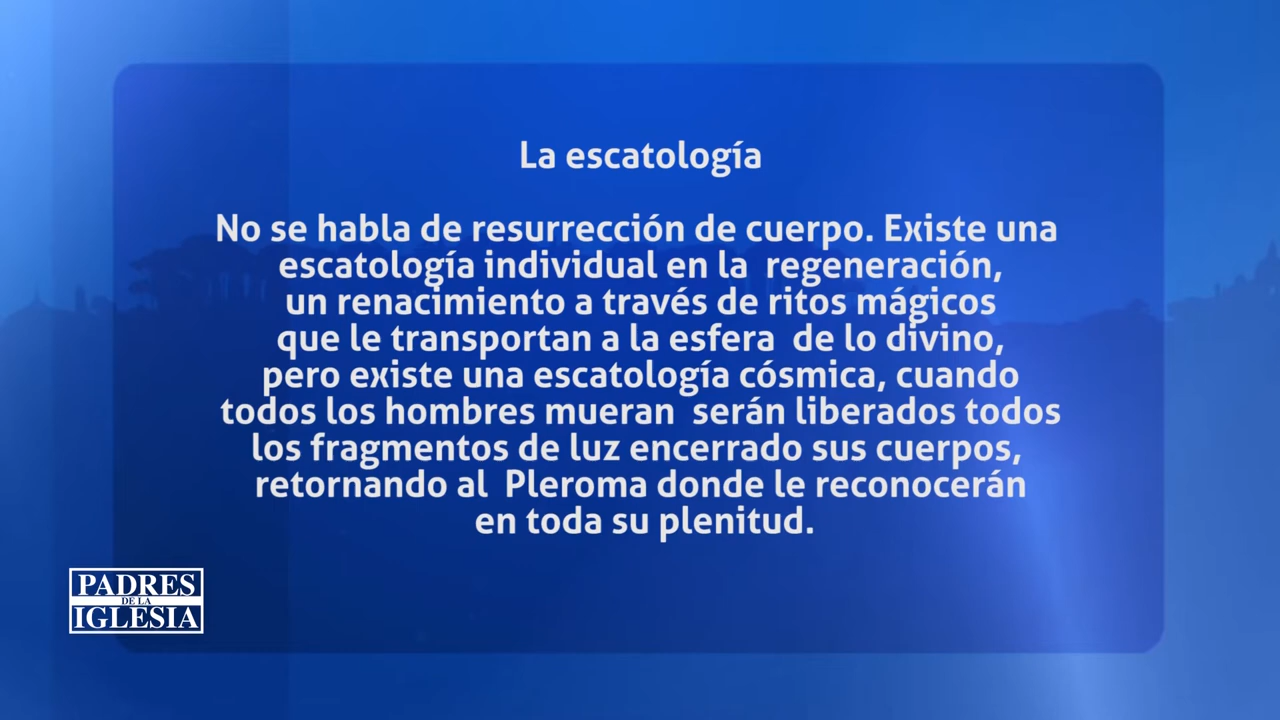 La escatología
No se habla de resurrección de cuerpo. Existe una
escatología individual en la regeneración,
un renacimiento a través de ritos mágicos
que le transportan a la esfera de lo divino,
pero existe una escatología cósmica, cuando
todos los hombres mueran serán liberados todos
los fragmentos de luz encerrado sus cuerpos,
retornando al Pleroma donde le reconocerán
en toda su plenitud.
PADRES
DE LA
IGLESIA